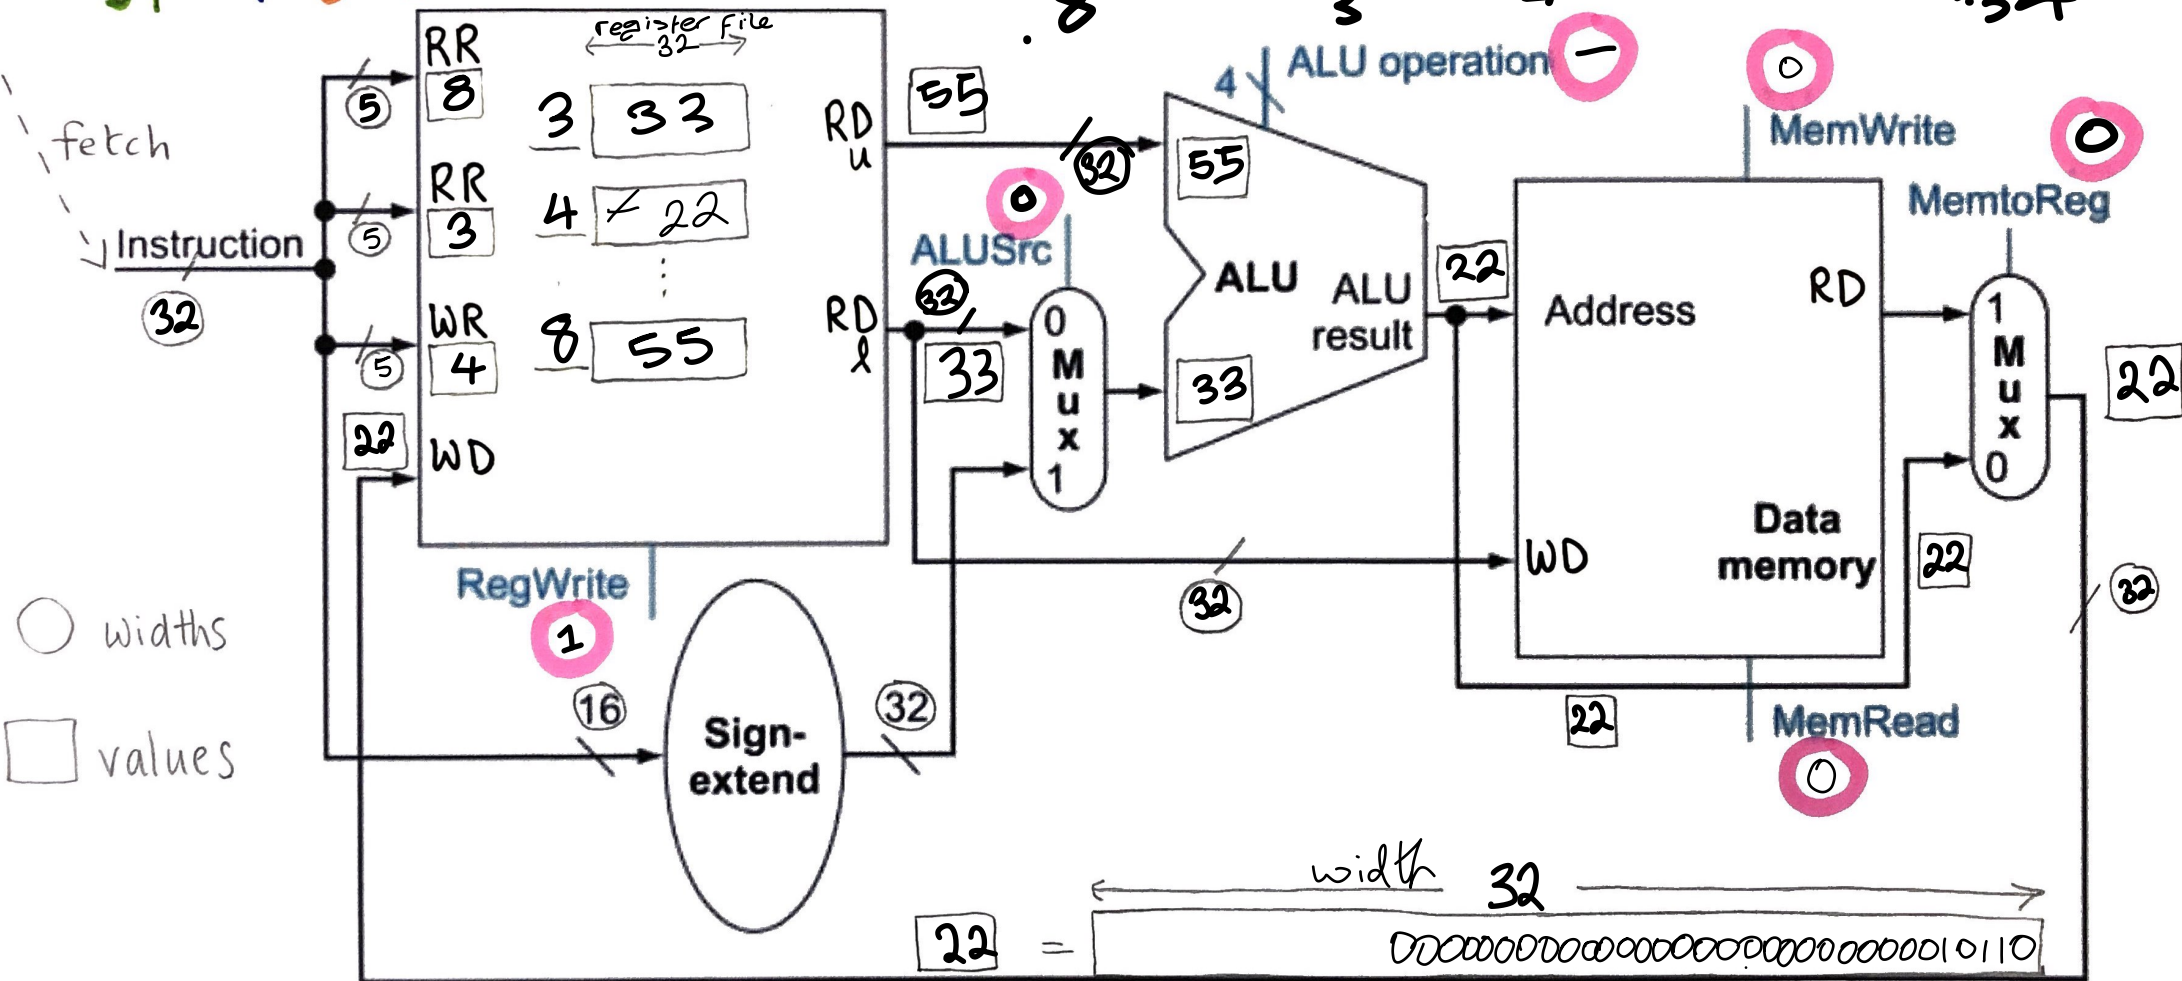 8 3 34
RR
8
5
register file
32
3 33
RD
u
55
32
4
ALU operation
—
0
MemWrite
0
MemtoReg
fetch
RR
3
5
4 22
0
ALUSrc
55
ALU
ALU
result
22
Address
RD
1
M
u
x
0
22
Instruction
32
WR
4
5
8 55
RD
l
32
33
0
M
u
x
1
33
22
WD
WD
Data
memory
22
32
32
RegWrite
1
widths
values
16
Sign-
extend
32
22
MemRead
0
width 32
22 =